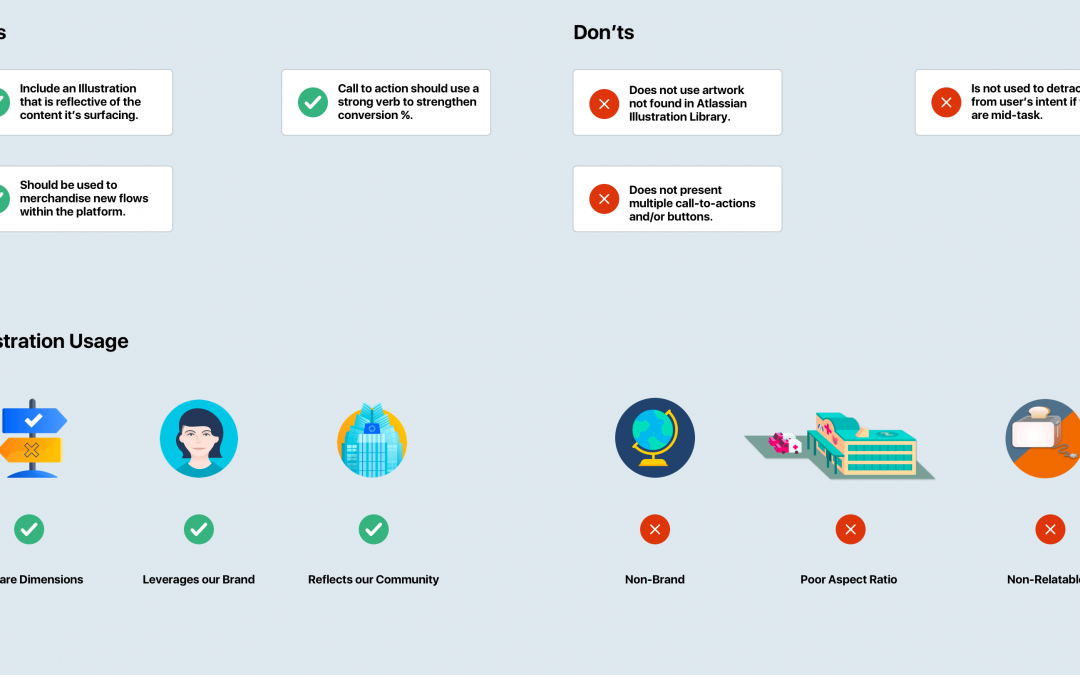 s
Don'ts
Include an Illustration
that is reflective of the
content it's surfacing.
Call to action should use a
strong verb to strengthen
conversion %.
Does not use artwork
not found in Atlassian
Illustration Library.
Is not used to detrac
from user's intent if
are mid-task.
Should be used to
merchandise new flows
within the platform.
Does not present
multiple call-to-actions
and/or buttons.
stration Usage
are Dimensions
Leverages our Brand
Reflects our Community
Non-Brand
Poor Aspect Ratio
Non-Relatable